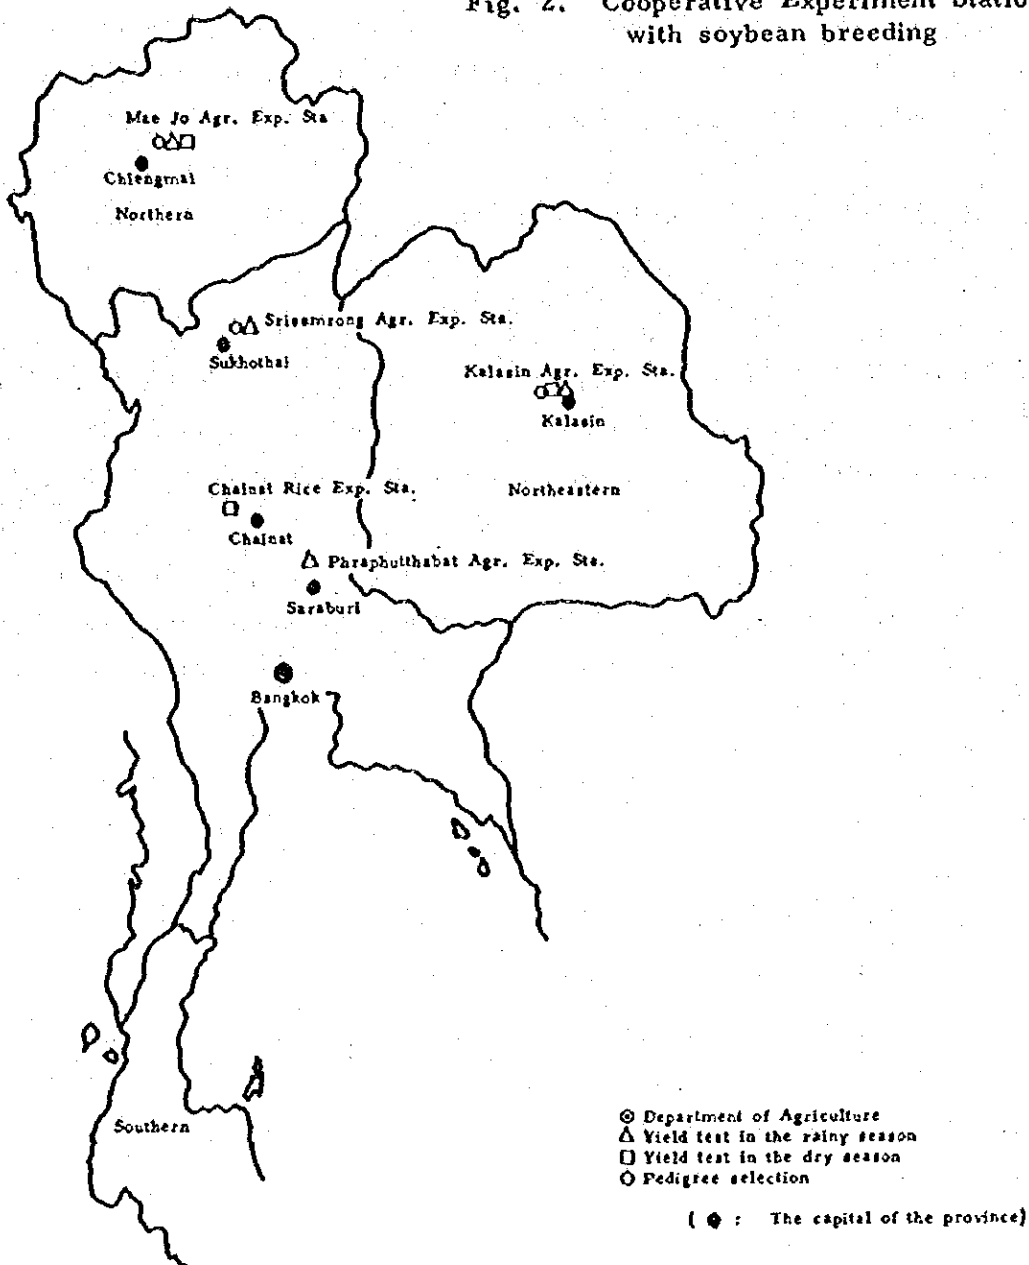 Fig. 2. Cooperative Experiment Statio
with soybean breeding
Mae Jo Agr. Exp. Sta
Chiengmai
Northern
Srisamrong Agr. Exp. Sta.
Sukhothai
Kalasin Agr. Exp. Sta.
Kalasin
Chainat Rice Exp. Sta.
Northeastern
Chainat
Phraphutthabat Agr. Exp. Sta.
Saraburi
Bangkok
Southern
Department of Agriculture
Yield test in the rainy season
Yield test in the dry season
Pedigree selection
( : The capital of the province)